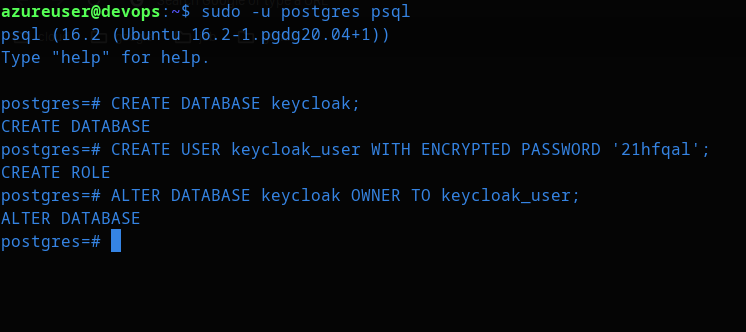 azureuser@devops:~$ sudo -u postgres psql
psql (16.2 (Ubuntu 16.2-1.pgdg20.04+1))
Type "help" for help.
postgres=# CREATE DATABASE keycloak;
CREATE DATABASE
postgres=# CREATE USER keycloak_user WITH ENCRYPTED PASSWORD '21hfqal';
CREATE ROLE
postgres=# ALTER DATABASE keycloak OWNER TO keycloak_user;
ALTER DATABASE
postgres=#